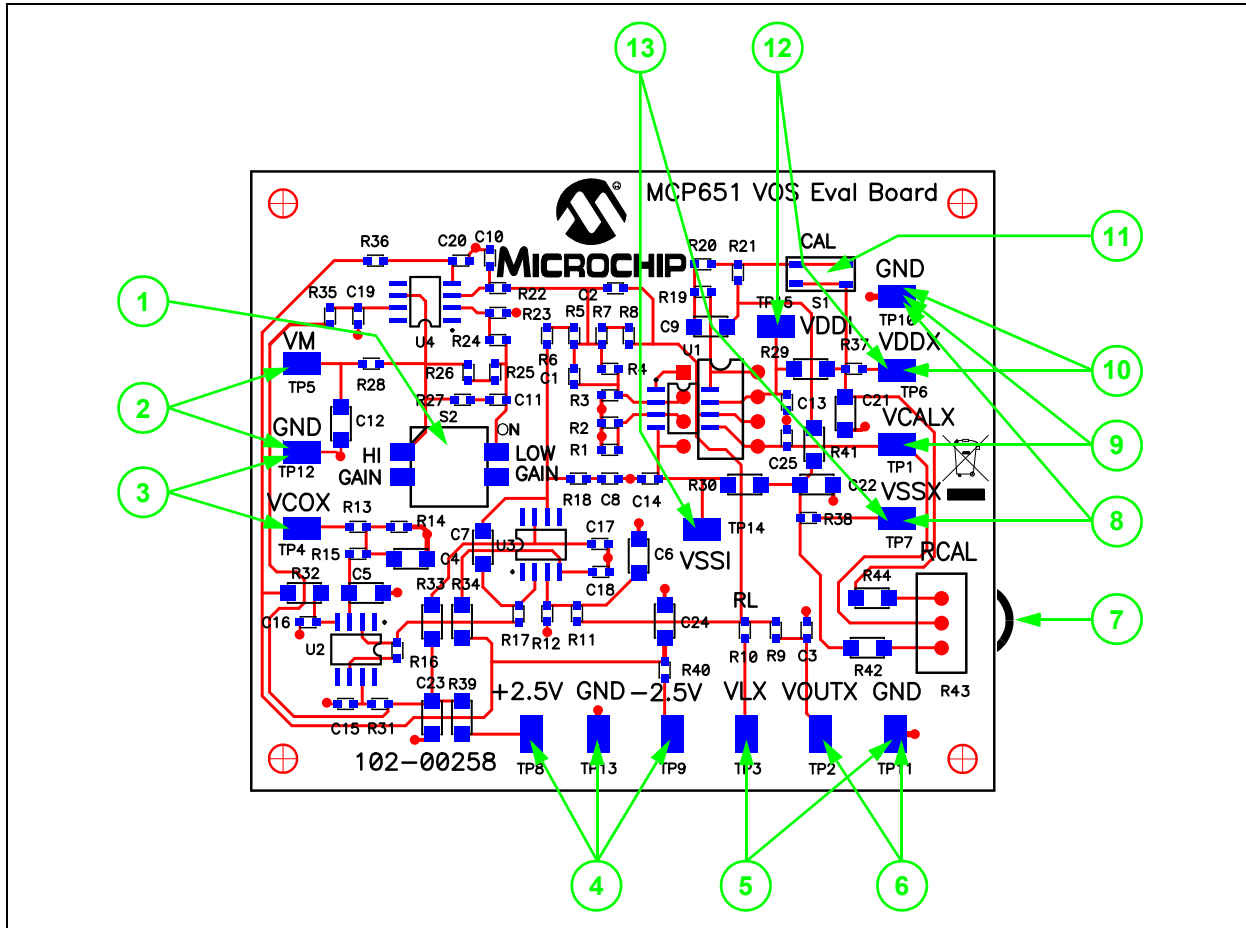 13
12
MCP651 VOS Eval Board
MICROCHIP
®
11
CAL
S1
GND
TP10
R36
C20
C10
R20
R21
1
R35
C19
U4
R22
R23
R24
C2
R5
R7
R8
R19
C9
TP15
VDDI
R37
VDDX
TP6
10
VM
TP5
R28
R26
R25
R6
C1
R4
U1
R29
2
C12
R27
C11
S2
R3
R2
R1
C13
C21
VCALX
TP1
9
GND
TP12
ON
HI
GAIN
LOW
GAIN
C25
R41
3
VCOX
TP4
R13
R14
R15
C7
C4
R18
C8
C14
R30
TP14
C22
R38
VSSX
TP7
8
U3
C17
C18
C6
VSSI
RCAL
R32
C5
R33
R34
R44
C16
U2
R16
R17
R12
R11
C24
RL
R10
R9
C3
R42
R43
7
C23
R39
R40
C15
R31
+2.5V
GND
-2.5V
VLX
VOUTX
GND
102-00258
TP8
TP13
TP9
TP3
TP2
TP11
4
5
6